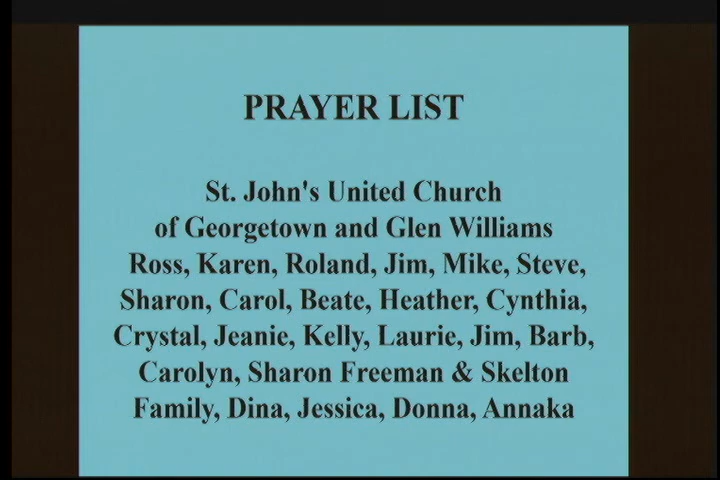 PRAYER LIST
St. John's United Church
of Georgetown and Glen Williams
Ross, Karen, Roland, Jim, Mike, Steve,
Sharon, Carol, Beate, Heather, Cynthia,
Crystal, Jeanie, Kelly, Laurie, Jim, Barb,
Carolyn, Sharon Freeman & Skelton
Family, Dina, Jessica, Donna, Annaka